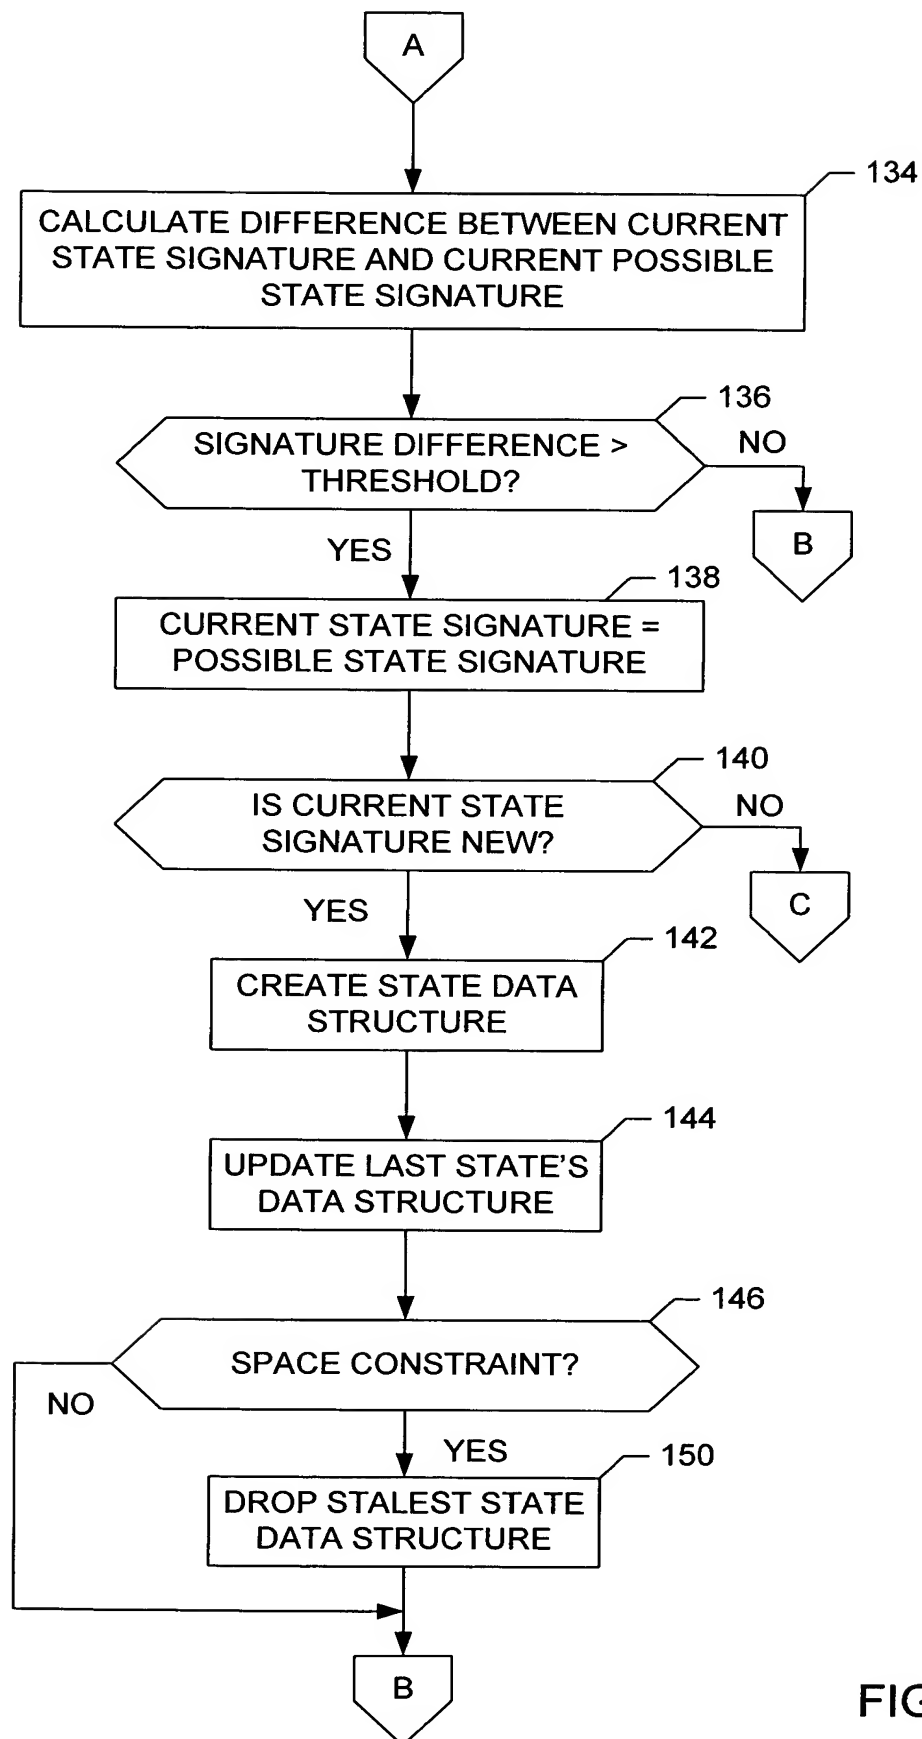 A
134
CALCULATE DIFFERENCE BETWEEN CURRENT
STATE SIGNATURE AND CURRENT POSSIBLE
STATE SIGNATURE
136
SIGNATURE DIFFERENCE >
THRESHOLD?
NO
B
YES
138
CURRENT STATE SIGNATURE =
POSSIBLE STATE SIGNATURE
140
IS CURRENT STATE
SIGNATURE NEW?
NO
C
YES
142
CREATE STATE DATA
STRUCTURE
144
UPDATE LAST STATE'S
DATA STRUCTURE
146
SPACE CONSTRAINT?
NO
YES
150
DROP STALEST STATE
DATA STRUCTURE
B
FIG